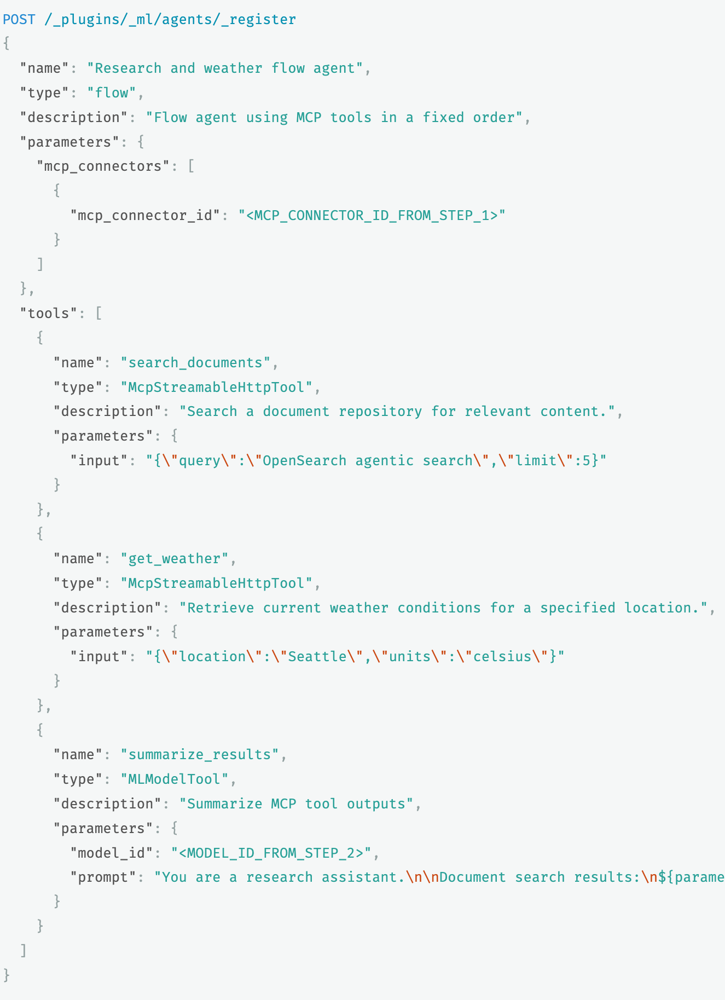 POST /_plugins/_ml/agents/_register
{
  "name": "Research and weather flow agent",
  "type": "flow",
  "description": "Flow agent using MCP tools in a fixed order",
  "parameters": {
    "mcp_connectors": [
      {
        "mcp_connector_id": "<MCP_CONNECTOR_ID_FROM_STEP_1>"
      }
    ]
  },
  "tools": [
    {
      "name": "search_documents",
      "type": "McpStreamableHttpTool",
      "description": "Search a document repository for relevant content.",
      "parameters": {
        "input": "{\"query\":\"OpenSearch agentic search\",\"limit\":5}"
      }
    },
    {
      "name": "get_weather",
      "type": "McpStreamableHttpTool",
      "description": "Retrieve current weather conditions for a specified location.",
      "parameters": {
        "input": "{\"location\":\"Seattle\",\"units\":\"celsius\"}"
      }
    },
    {
      "name": "summarize_results",
      "type": "MLModelTool",
      "description": "Summarize MCP tool outputs",
      "parameters": {
        "model_id": "<MODEL_ID_FROM_STEP_2>",
        "prompt": "You are a research assistant.\n\nDocument search results:\n${parame
      }
    }
  ]
}